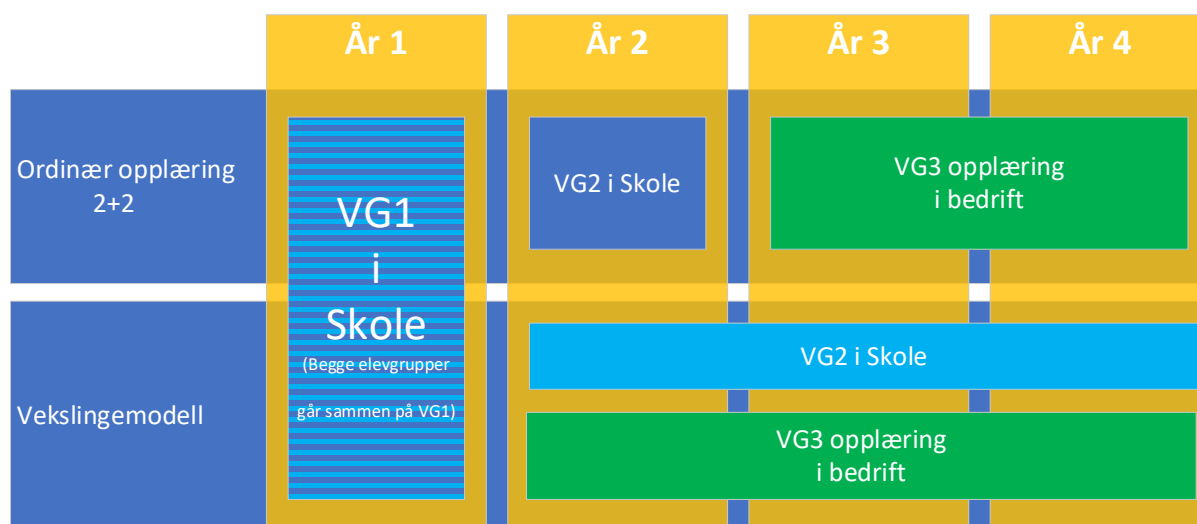 År 1
År 2
År 3
År 4
Ordinær opplæring
2+2
VG1
i
Skole
(Begge elevgrupper
går sammen på VG1)
VG2 i Skole
VG3 opplæring
i bedrift
Vekslingemodell
VG2 i Skole
VG3 opplæring
i bedrift